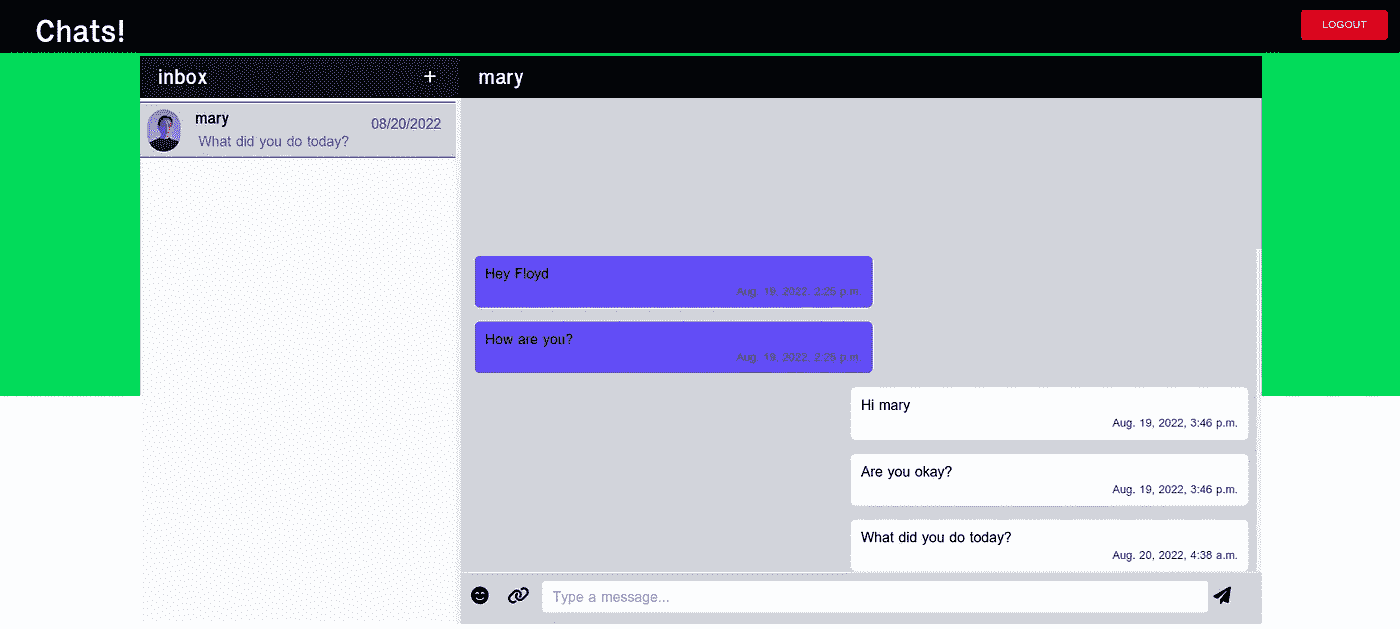 Chats!
LOGOUT
inbox +
mary
mary
08/20/2022
What did you do today?
Hey Floyd
Aug. 19, 2022, 2:25 p.m.
How are you?
Aug. 19, 2022, 2:25 p.m.
Hi mary
Aug. 19, 2022, 3:46 p.m.
Are you okay?
Aug. 19, 2022, 3:46 p.m.
What did you do today?
Aug. 20, 2022, 4:38 a.m.
Type a message...